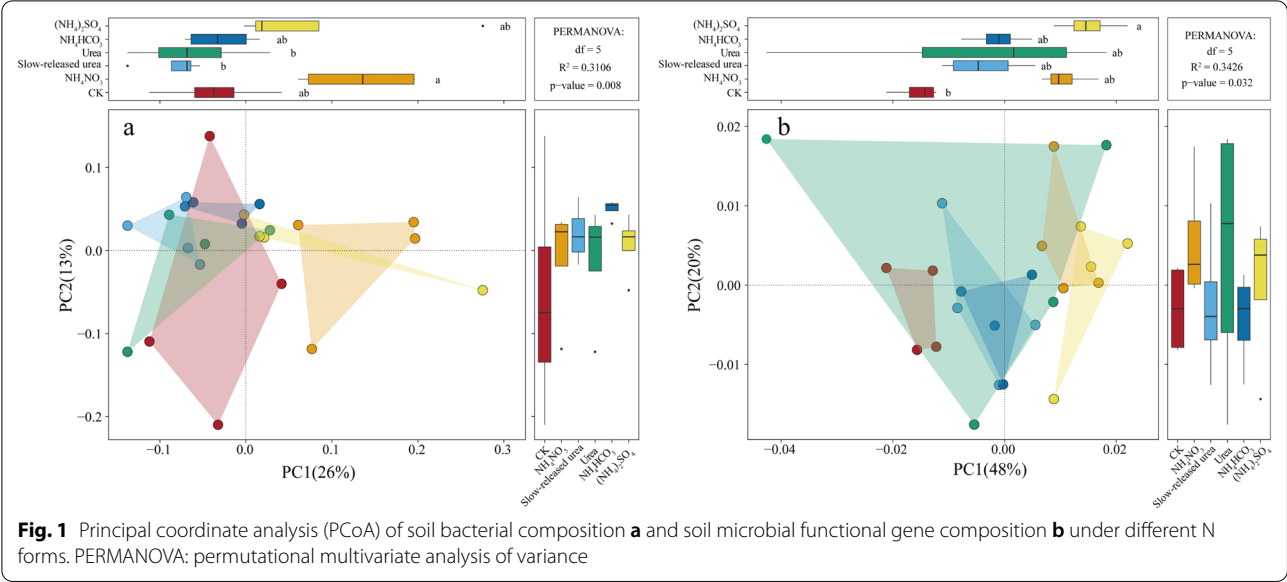 (NH₄)₂SO₄
NH₄HCO₃
Urea
Slow-released urea
NH₄NO₃
CK
ab
ab
b
b
a
ab
PERMANOVA:
df = 5
R² = 0.3106
p−value = 0.008
a
0.1
0.0
−0.1
−0.2
PC2(13%)
−0.1
0.0
0.1
0.2
0.3
PC1(26%)
CK
NH₄NO₃
Slow-released urea
Urea
NH₄HCO₃
(NH₄)₂SO₄
(NH₄)₂SO₄
NH₄HCO₃
Urea
Slow-released urea
NH₄NO₃
CK
a
ab
ab
ab
ab
b
PERMANOVA:
df = 5
R² = 0.3426
p−value = 0.032
b
0.02
0.01
0.00
−0.01
PC2(20%)
−0.04
−0.02
0.00
0.02
PC1(48%)
CK
NH₄NO₃
Slow-released urea
Urea
NH₄HCO₃
(NH₄)₂SO₄
Fig. 1 Principal coordinate analysis (PCoA) of soil bacterial composition a and soil microbial functional gene composition b under different N
forms. PERMANOVA: permutational multivariate analysis of variance